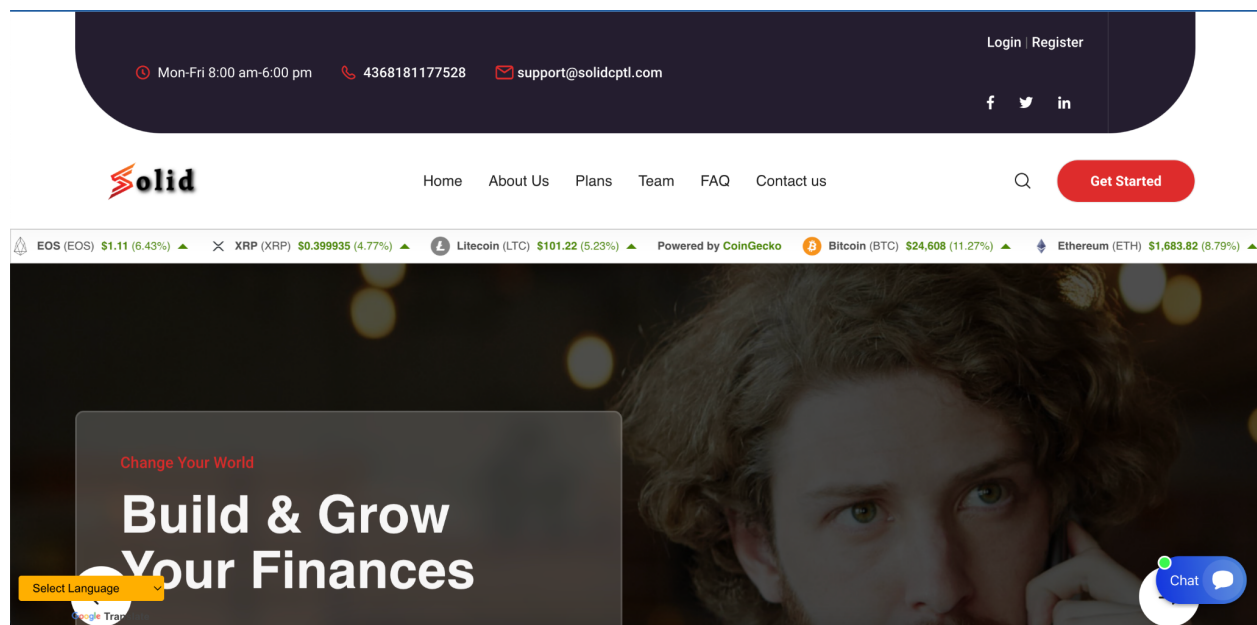 Login | Register
Mon-Fri 8:00 am-6:00 pm 4368181177528 support@solidcptl.com
f in
Solid Home About Us Plans Team FAQ Contact us Get Started
EOS (EOS) $1.11 (6.43%) XRP (XRP) $0.399935 (4.77%) Litecoin (LTC) $101.22 (5.23%) Powered by CoinGecko Bitcoin (BTC) $24,608 (11.27%) Ethereum (ETH) $1,683.82 (8.79%)
Change Your World
Build & Grow
Your Finances
Select Language
Chat
Google